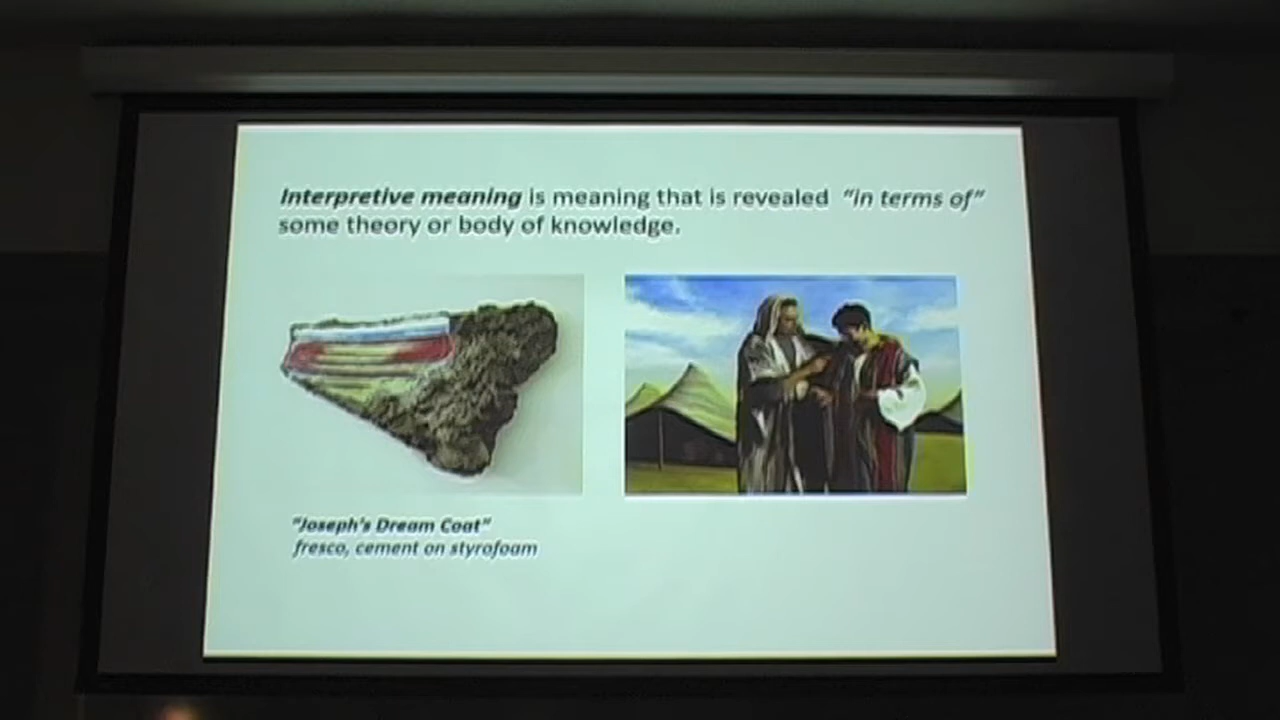 Interpretive meaning is meaning that is revealed “in terms of”
some theory or body of knowledge.
“Joseph’s Dream Coat”
fresco, cement on styrofoam